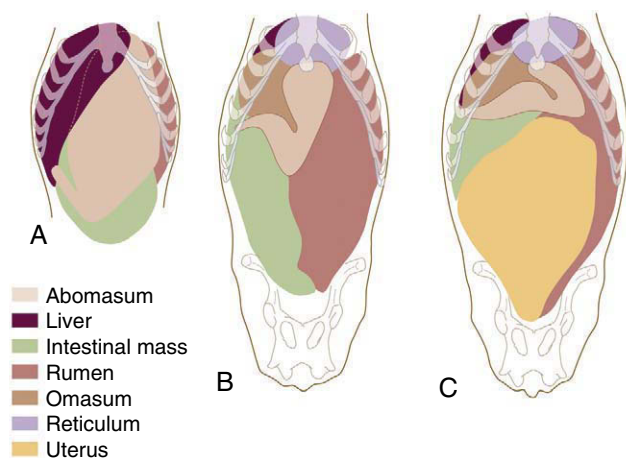 A
B
C
Abomasum
Liver
Intestinal mass
Rumen
Omasum
Reticulum
Uterus